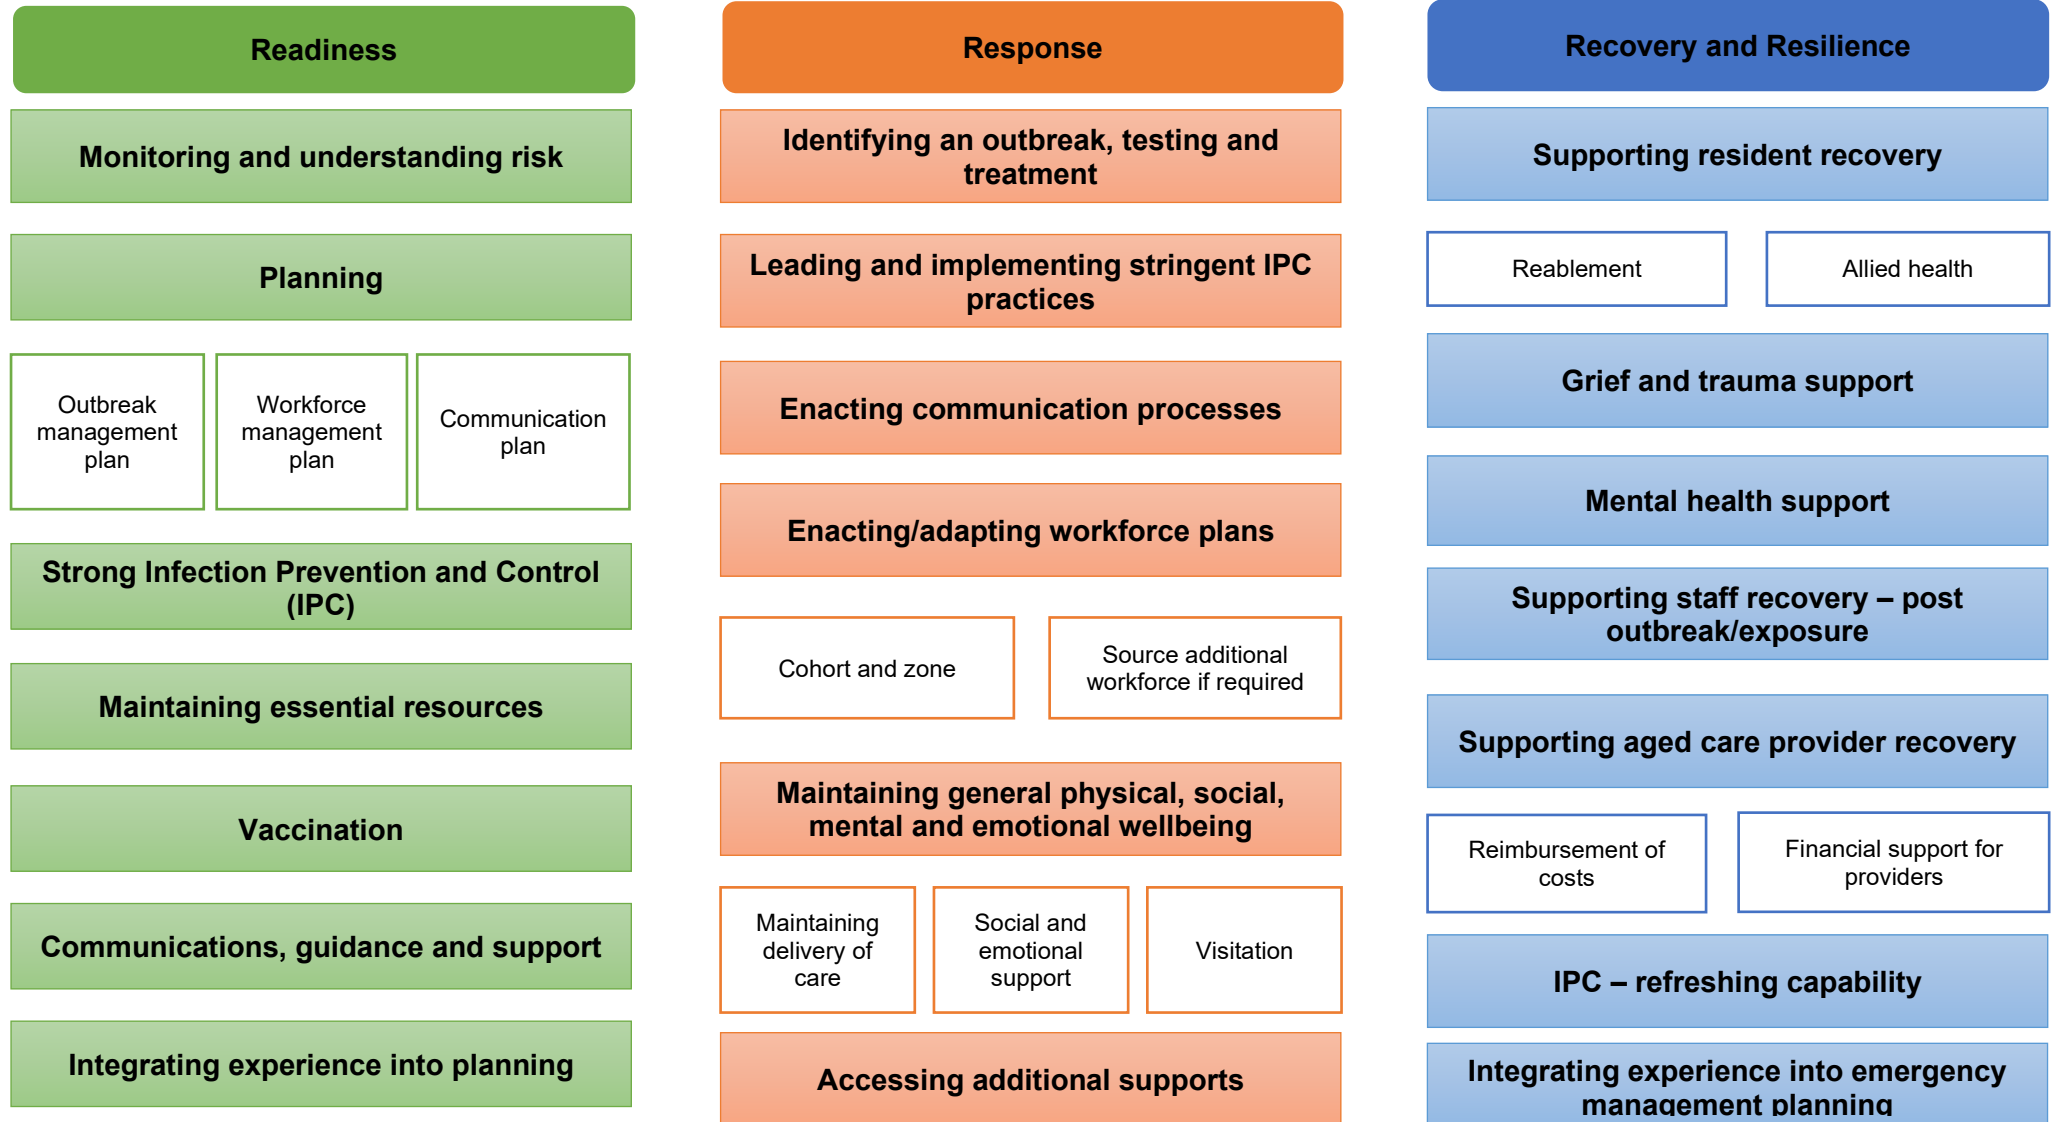 Readiness
Monitoring and understanding risk
Planning
Outbreak
management
plan
Workforce
management
plan
Communication
plan
Strong Infection Prevention and Control
(IPC)
Maintaining essential resources
Vaccination
Communications, guidance and support
Integrating experience into planning
Response
Identifying an outbreak, testing and
treatment
Leading and implementing stringent IPC
practices
Enacting communication processes
Enacting/adapting workforce plans
Cohort and zone
Source additional
workforce if required
Maintaining general physical, social,
mental and emotional wellbeing
Maintaining
delivery of
care
Social and
emotional
support
Visitation
Accessing additional supports
Recovery and Resilience
Supporting resident recovery
Reablement
Allied health
Grief and trauma support
Mental health support
Supporting staff recovery – post
outbreak/exposure
Supporting aged care provider recovery
Reimbursement of
costs
Financial support for
providers
IPC – refreshing capability
Integrating experience into emergency
management planning